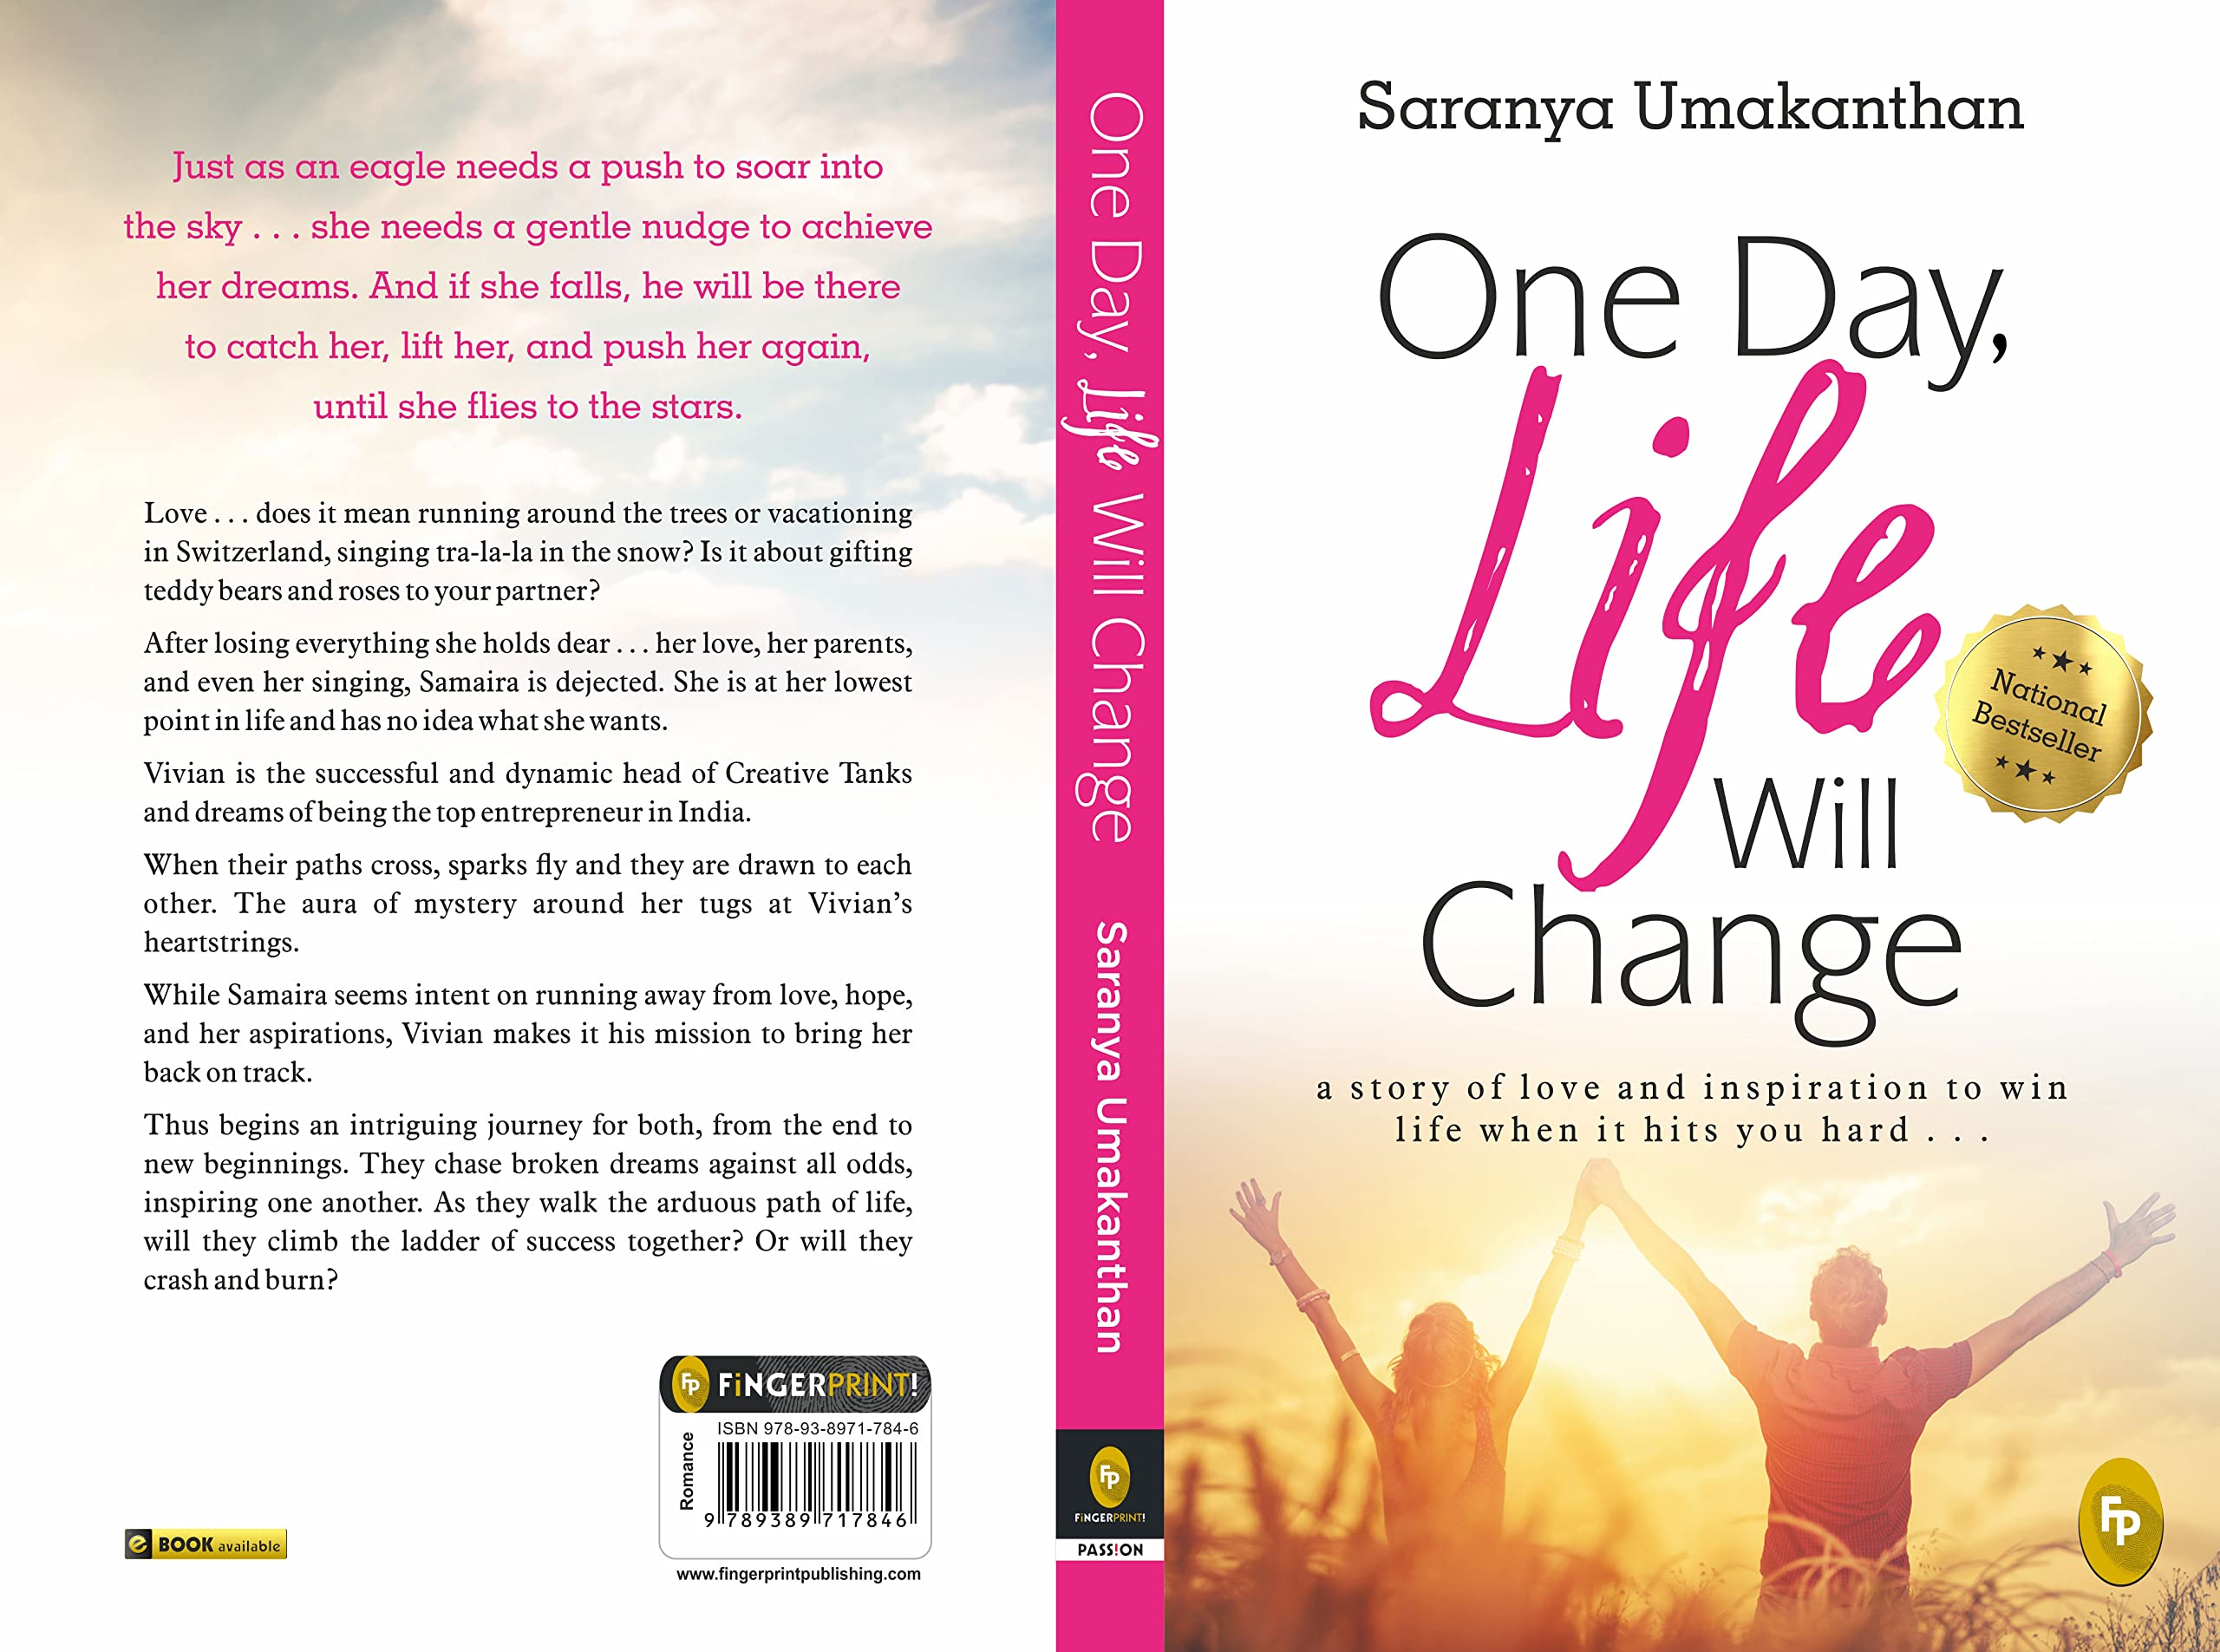 Just as an eagle needs a push to soar into
the sky . . . she needs a gentle nudge to achieve
her dreams. And if she falls, he will be there
to catch her, lift her, and push her again,
until she flies to the stars.
Love . . . does it mean running around the trees or vacationing
in Switzerland, singing tra-la-la in the snow? Is it about gifting
teddy bears and roses to your partner?
After losing everything she holds dear . . . her love, her parents,
and even her singing, Samaira is dejected. She is at her lowest
point in life and has no idea what she wants.
Vivian is the successful and dynamic head of Creative Tanks
and dreams of being the top entrepreneur in India.
When their paths cross, sparks fly and they are drawn to each
other. The aura of mystery around her tugs at Vivian’s
heartstrings.
While Samaira seems intent on running away from love, hope,
and her aspirations, Vivian makes it his mission to bring her
back on track.
Thus begins an intriguing journey for both, from the end to
new beginnings. They chase broken dreams against all odds,
inspiring one another. As they walk the arduous path of life,
will they climb the ladder of success together? Or will they
crash and burn?
FP FiNGERPRINT!
ISBN 978-93-8971-784-6
Romance
9 789389 717846
www.fingerprintpublishing.com
e BOOK available
One Day, Life Will Change
Saranya Umakanthan
FP
FiNGERPRINT!
PASS!ON
Saranya Umakanthan
One Day,
Life
Will
Change
National
Bestseller
a story of love and inspiration to win
life when it hits you hard . . .
FP